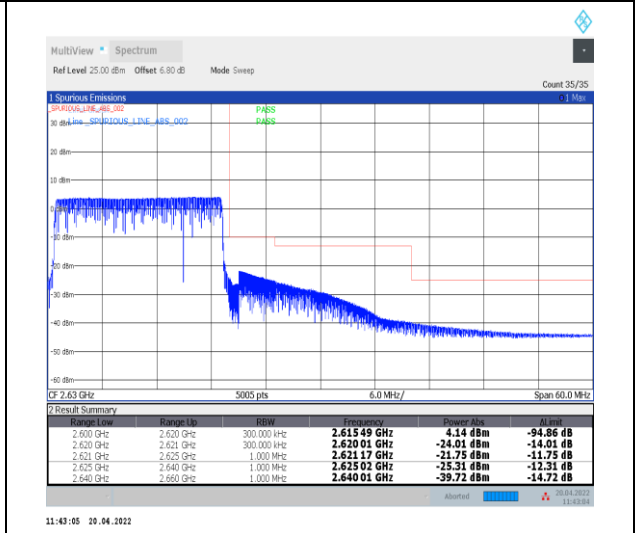 MultiView Spectrum
Ref Level 25.00 dBm Offset 6.80 dB Mode Sweep
Count 35/35
1 Spurious Emissions 1 Max
_SPURIOUS_LINE_ABS_002 PASS
30 dBm Line _SPURIOUS_LINE_ABS_002 PASS
20 dBm
10 dBm
-10 dBm
-20 dBm
-30 dBm
-40 dBm
-50 dBm
-60 dBm
CF 2.63 GHz 5005 pts 6.0 MHz/ Span 60.0 MHz
2 Result Summary
Range Low Range Up RBW Frequency Power Abs ΔLimit
2.600 GHz 2.620 GHz 300.000 kHz 2.615 49 GHz 4.14 dBm -94.86 dB
2.620 GHz 2.621 GHz 300.000 kHz 2.620 01 GHz -24.01 dBm -14.01 dB
2.621 GHz 2.625 GHz 1.000 MHz 2.621 17 GHz -21.75 dBm -11.75 dB
2.625 GHz 2.640 GHz 1.000 MHz 2.625 02 GHz -25.31 dBm -12.31 dB
2.640 GHz 2.660 GHz 1.000 MHz 2.640 01 GHz -39.72 dBm -14.72 dB
Aborted 20.04.2022
11:43:04
11:43:05 20.04.2022